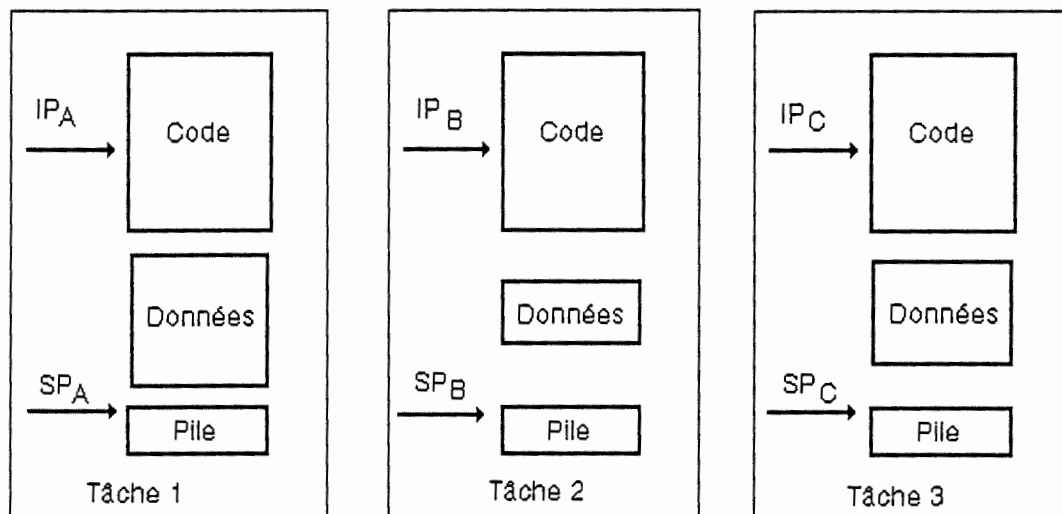 IPA
Code
Données
SPA
Pile
Tâche 1
IPB
Code
Données
SPB
Pile
Tâche 2
IPC
Code
Données
SPC
Pile
Tâche 3